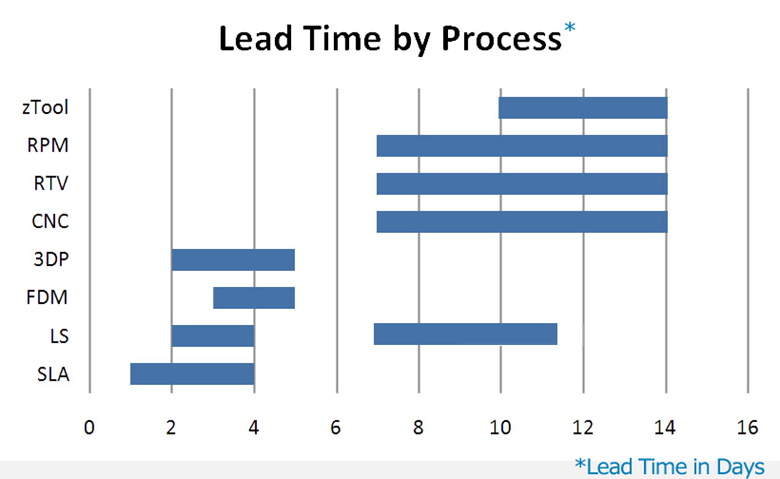 Lead Time by Process*
zTool
RPM
RTV
CNC
3DP
FDM
LS
SLA
0 2 4 6 8 10 12 14 16
*Lead Time in Days